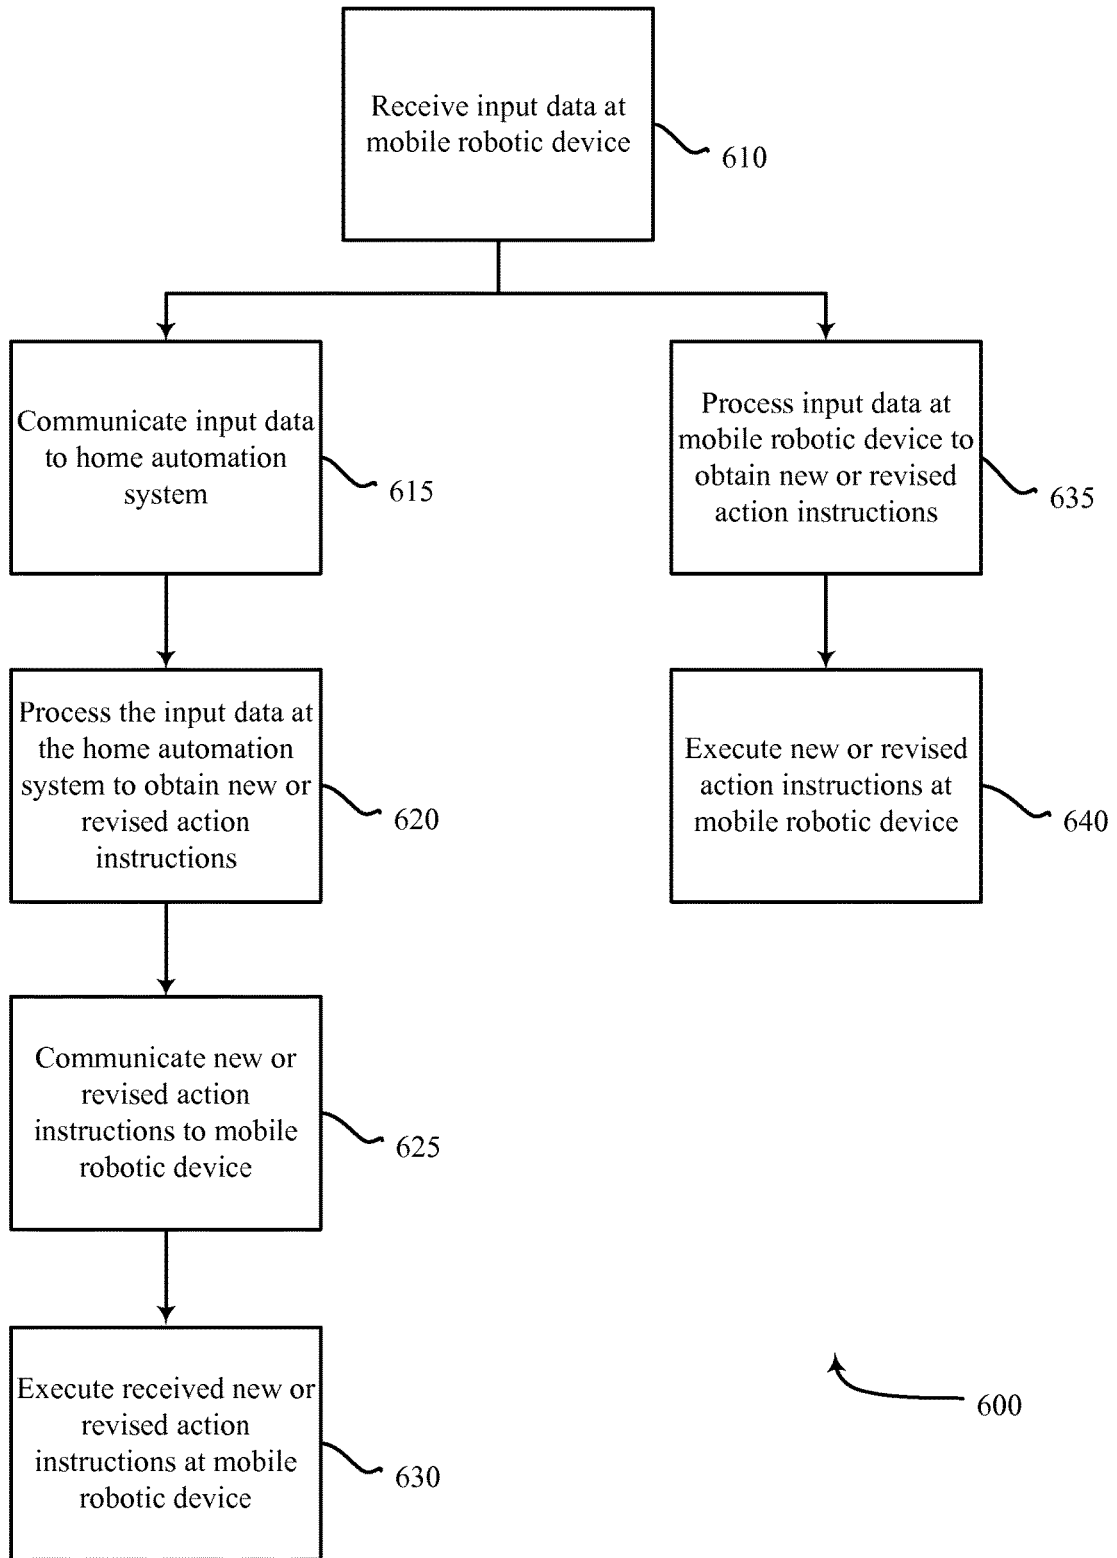 Receive input data at
mobile robotic device
610
Communicate input data
to home automation
system
615
Process input data at
mobile robotic device to
obtain new or revised
action instructions
635
Process the input data at
the home automation
system to obtain new or
revised action
instructions
620
Execute new or revised
action instructions at
mobile robotic device
640
Communicate new or
revised action
instructions to mobile
robotic device
625
Execute received new or
revised action
instructions at mobile
robotic device
630
600